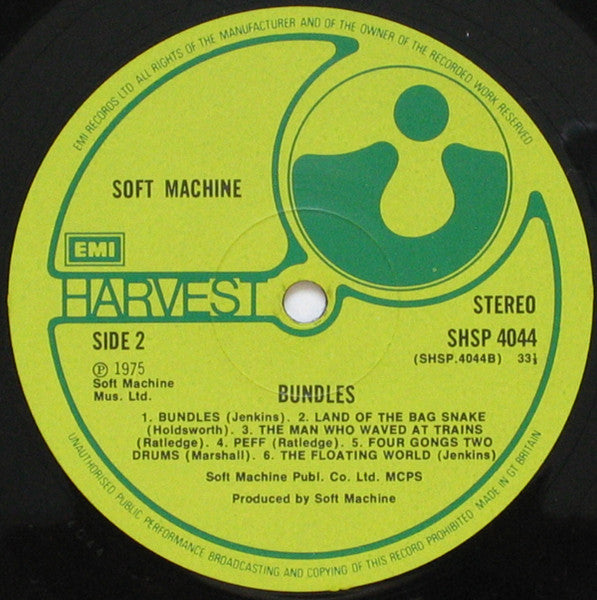 EMI RECORDS LTD ALL RIGHTS OF THE MANUFACTURER AND OF THE OWNER OF THE RECORDED WORK RESERVED
SOFT MACHINE
EMI
HARVEST
STEREO
SIDE 2
SHSP 4044
(SHSP.4044B) 33⅓
Ⓟ 1975
Soft Machine
Mus. Ltd.
BUNDLES
1. BUNDLES (Jenkins). 2. LAND OF THE BAG SNAKE
(Holdsworth). 3. THE MAN WHO WAVED AT TRAINS
(Ratledge). 4. PEFF (Ratledge). 5. FOUR GONGS TWO
DRUMS (Marshall). 6. THE FLOATING WORLD (Jenkins)
Soft Machine Publ. Co. Ltd. MCPS
Produced by Soft Machine
UNAUTHORISED PUBLIC PERFORMANCE BROADCASTING AND COPYING OF THIS RECORD PROHIBITED MADE IN GT BRITAIN